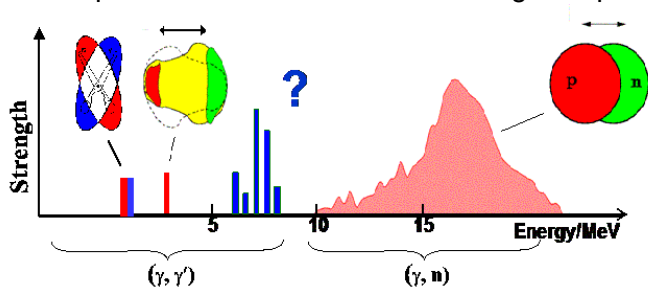 ?
p n
Strength
5 10 15
Energy/MeV
(γ, γ′) (γ, n)